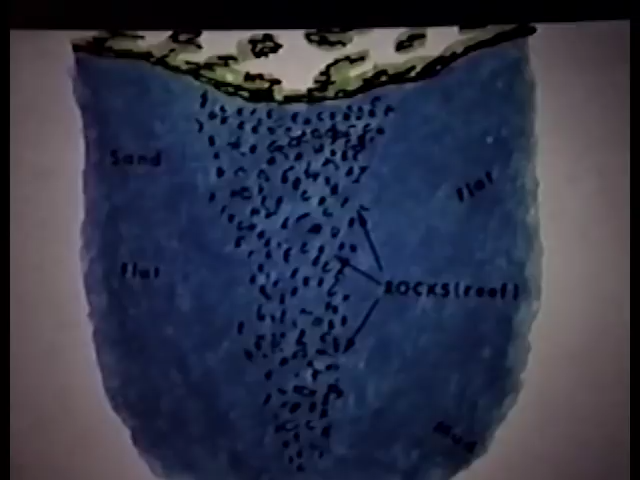 Sand
Flat
Flat
ROCKS(reef)
Mud